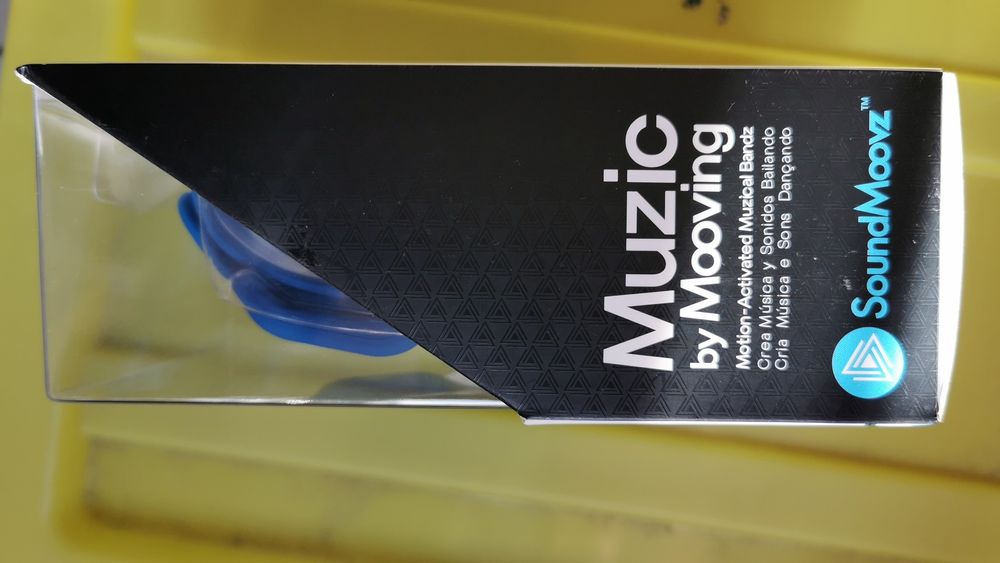 Muzic
by Mooving
Motion-Activated Muzical Bandz
Crea Música y Sonidos Bailando
Cria Música e Sons Dançando
SoundMoovz™